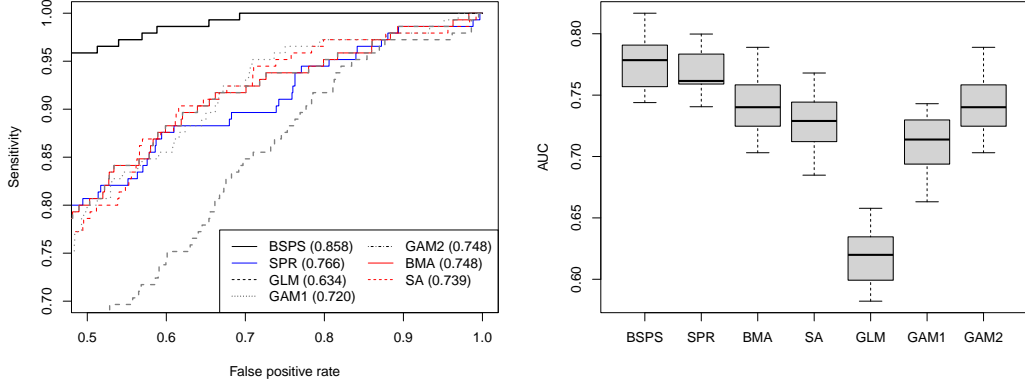 1.00
0.95
0.90
0.85
0.80
0.75
0.70
Sensitivity
BSPS (0.858)
SPR (0.766)
GLM (0.634)
GAM1 (0.720)
GAM2 (0.748)
BMA (0.748)
SA (0.739)
0.5 0.6 0.7 0.8 0.9 1.0
False positive rate
0.80
0.75
0.70
0.65
0.60
AUC
BSPS SPR BMA SA GLM GAM1 GAM2